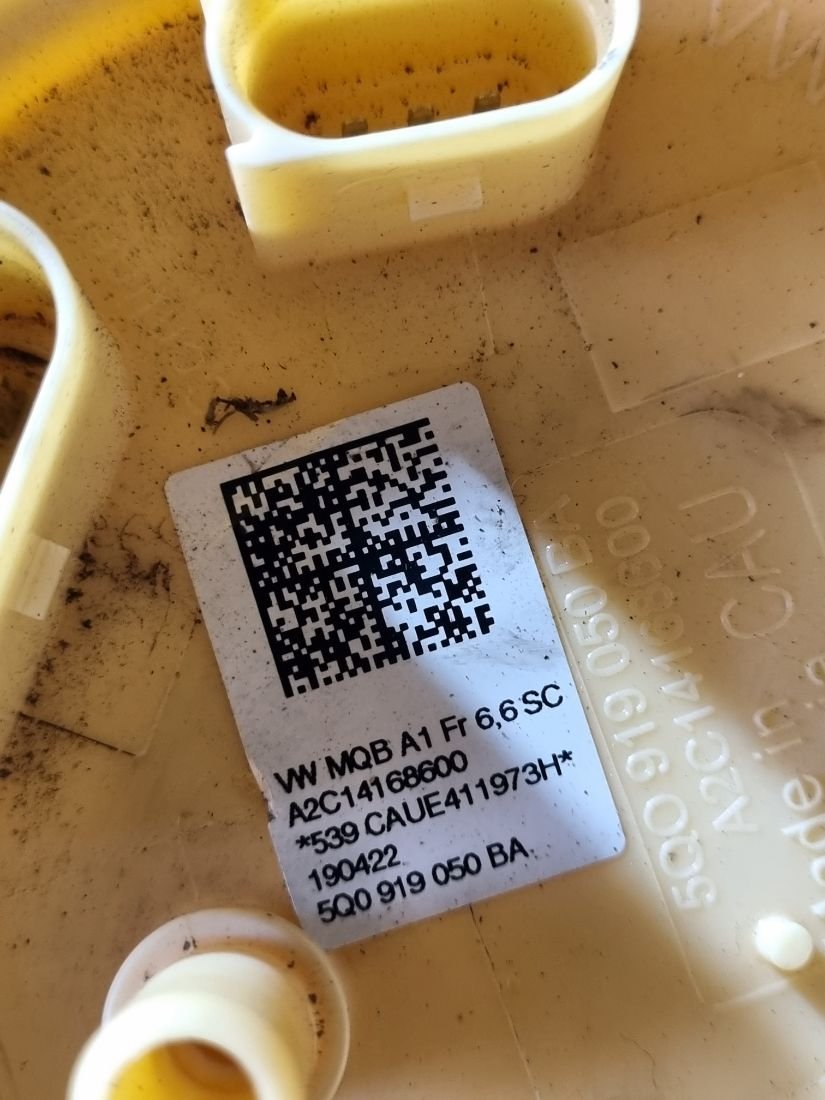 VW MQB A1 Fr 6,6 SC
A2C14168600
*539 CAUE411973H*
190422
5Q0 919 050 BA
5Q0 919 050 BA
A2C14168600
CAU
Made in